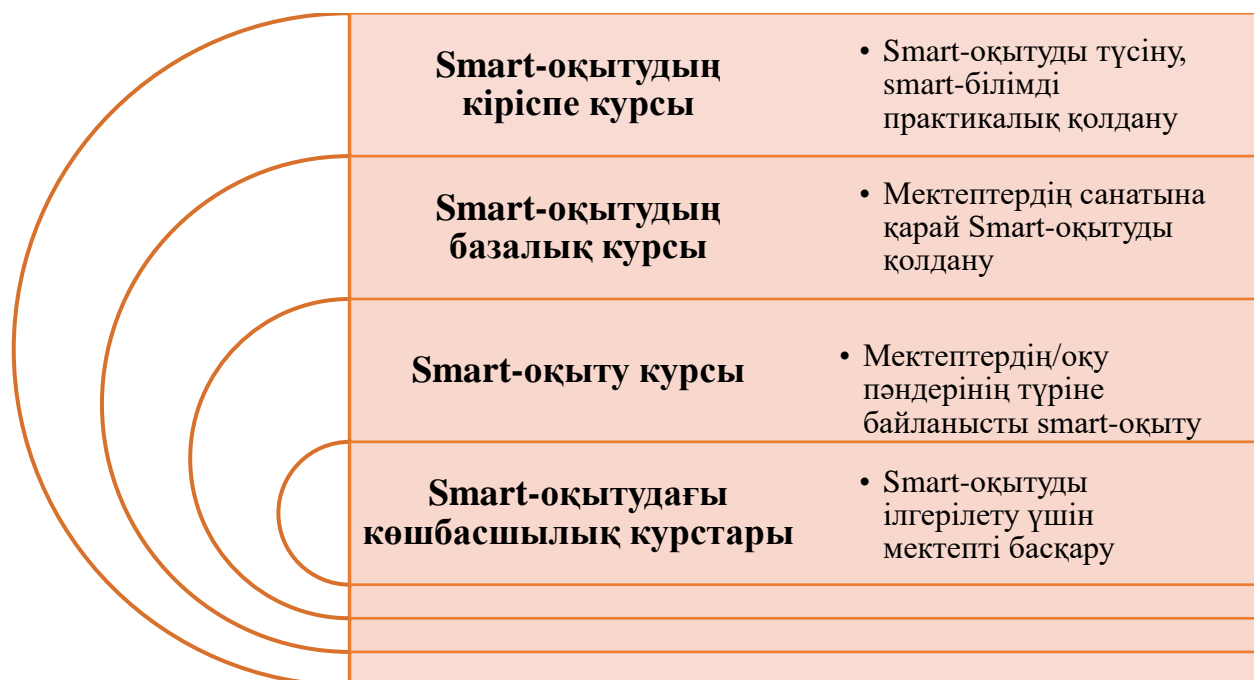 Smart-оқытудың
кіріспе курсы
• Smart-оқытуды түсіну,
smart-білімді
практикалық қолдану
Smart-оқытудың
базалық курсы
• Мектептердің санатына
қарай Smart-оқытуды
қолдану
Smart-оқыту курсы
• Мектептердің/оқу
пәндерінің түріне
байланысты smart-оқыту
Smart-оқытудағы
көшбасшылық курстары
• Smart-оқытуды
ілгерілету үшін
мектепті басқару